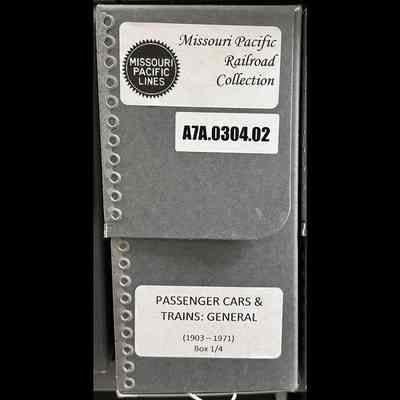 MISSOURI
PACIFIC
LINES
Missouri Pacific
Railroad
Collection
A7A.0304.02
PASSENGER CARS &
TRAINS: GENERAL
(1903 – 1971)
Box 1/4